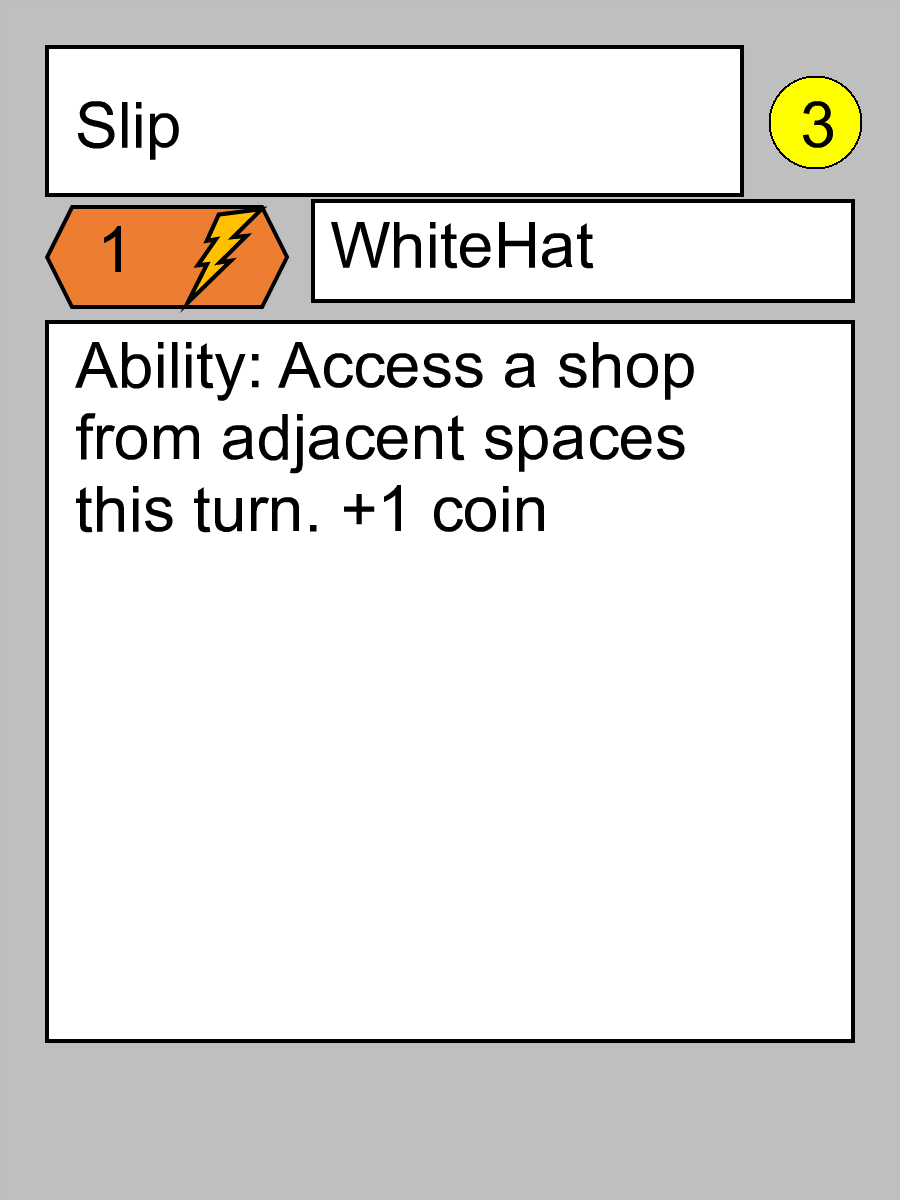 Slip
3
1
WhiteHat
Ability: Access a shop
from adjacent spaces
this turn. +1 coin